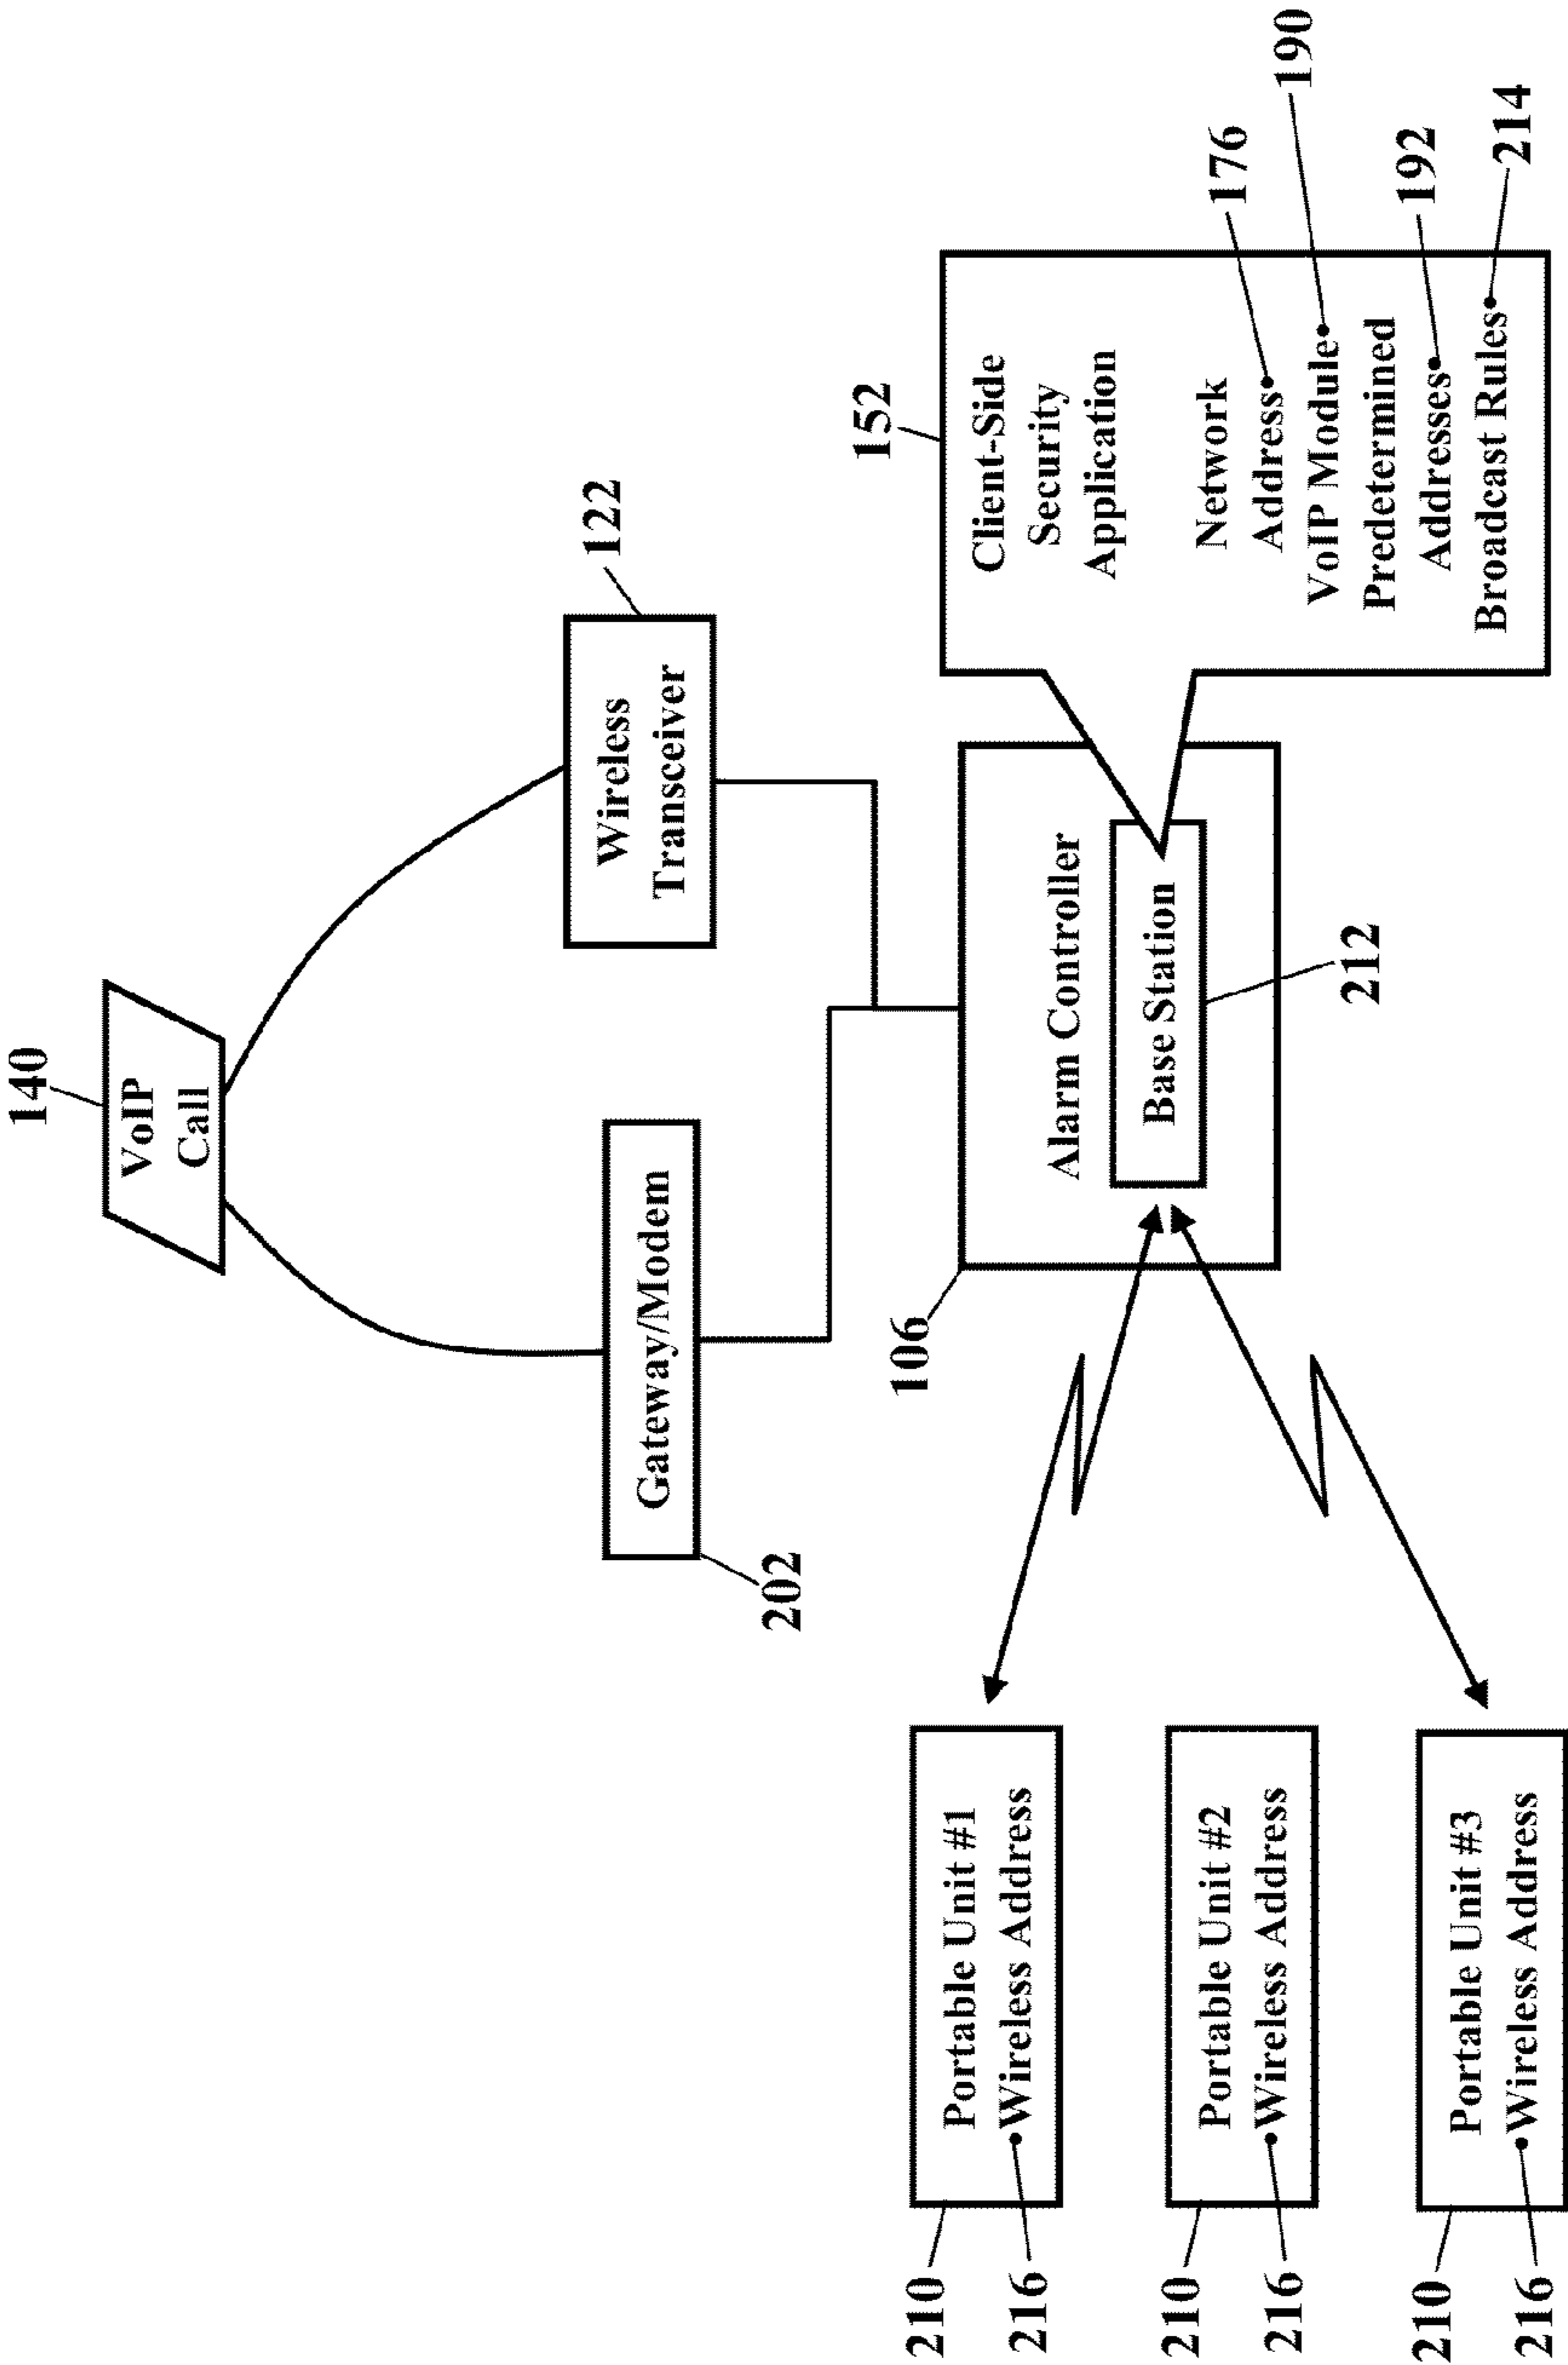 140
VoIP
Call
122
Wireless
Transceiver
Gateway/Modem
202
152
Client-Side
Security
Application
Network
Address
176
VoIP Module
190
Predetermined
Addresses
192
Broadcast Rules
214
106
Alarm Controller
Base Station
212
210
Portable Unit #1
Wireless Address
216
210
Portable Unit #2
Wireless Address
216
210
Portable Unit #3
Wireless Address
216